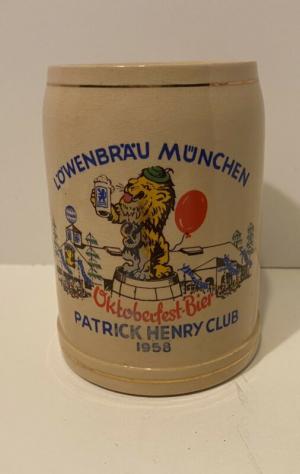 LÖWENBRÄU MÜNCHEN
Oktoberfest-Bier
PATRICK HENRY CLUB
1958